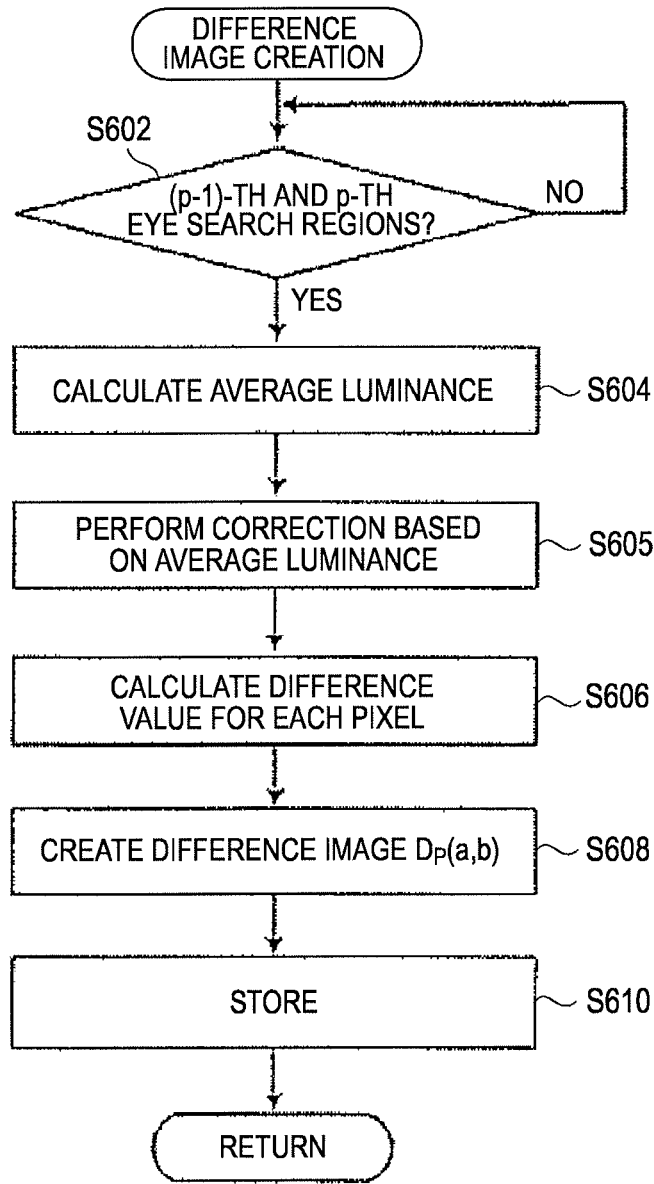 DIFFERENCE
IMAGE CREATION
S602
(p-1)-TH AND p-TH
EYE SEARCH REGIONS?
NO
YES
CALCULATE AVERAGE LUMINANCE
S604
PERFORM CORRECTION BASED
ON AVERAGE LUMINANCE
S605
CALCULATE DIFFERENCE
VALUE FOR EACH PIXEL
S606
CREATE DIFFERENCE IMAGE DP(a,b)
S608
STORE
S610
RETURN